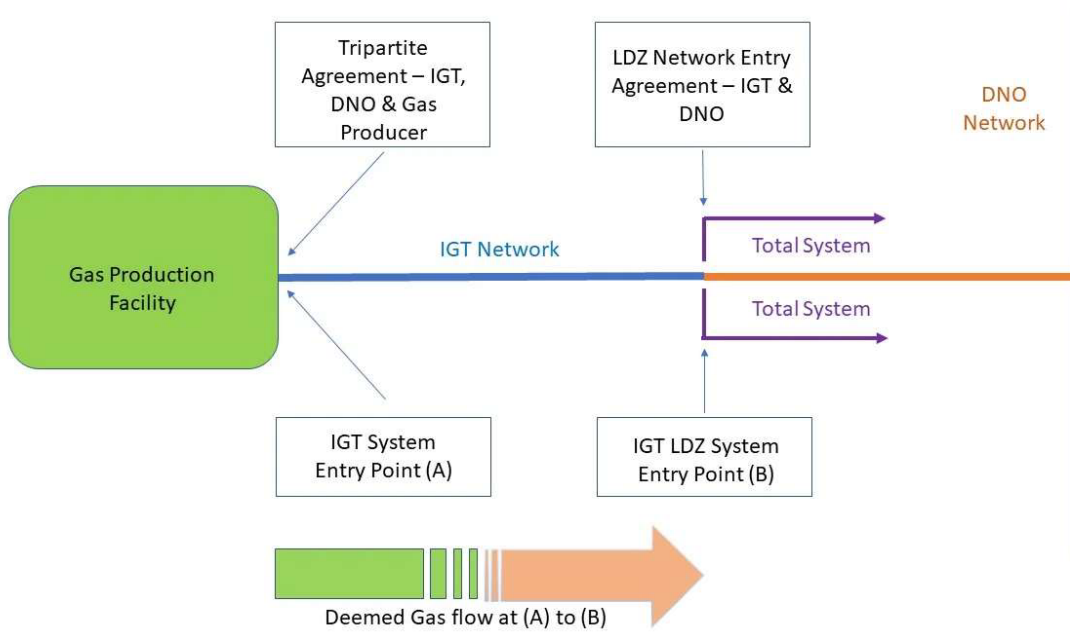 Tripartite
Agreement – IGT,
DNO & Gas
Producer
LDZ Network Entry
Agreement – IGT &
DNO
DNO
Network
IGT Network
Total System
Gas Production
Facility
Total System
IGT System
Entry Point (A)
IGT LDZ System
Entry Point (B)
Deemed Gas flow at (A) to (B)